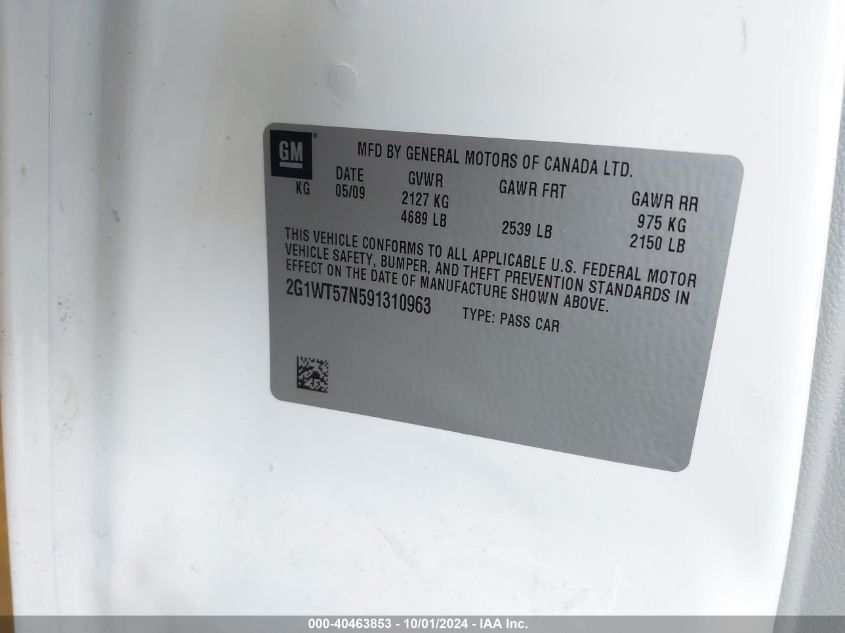 GM
MFD BY GENERAL MOTORS OF CANADA LTD.
DATE GVWR GAWR FRT GAWR RR
KG 05/09 2127 KG 975 KG
4689 LB 2539 LB 2150 LB
THIS VEHICLE CONFORMS TO ALL APPLICABLE U.S. FEDERAL MOTOR
VEHICLE SAFETY, BUMPER, AND THEFT PREVENTION STANDARDS IN
EFFECT ON THE DATE OF MANUFACTURE SHOWN ABOVE.
2G1WT57N591310963 TYPE: PASS CAR
000-40463853 - 10/01/2024 - IAA Inc.